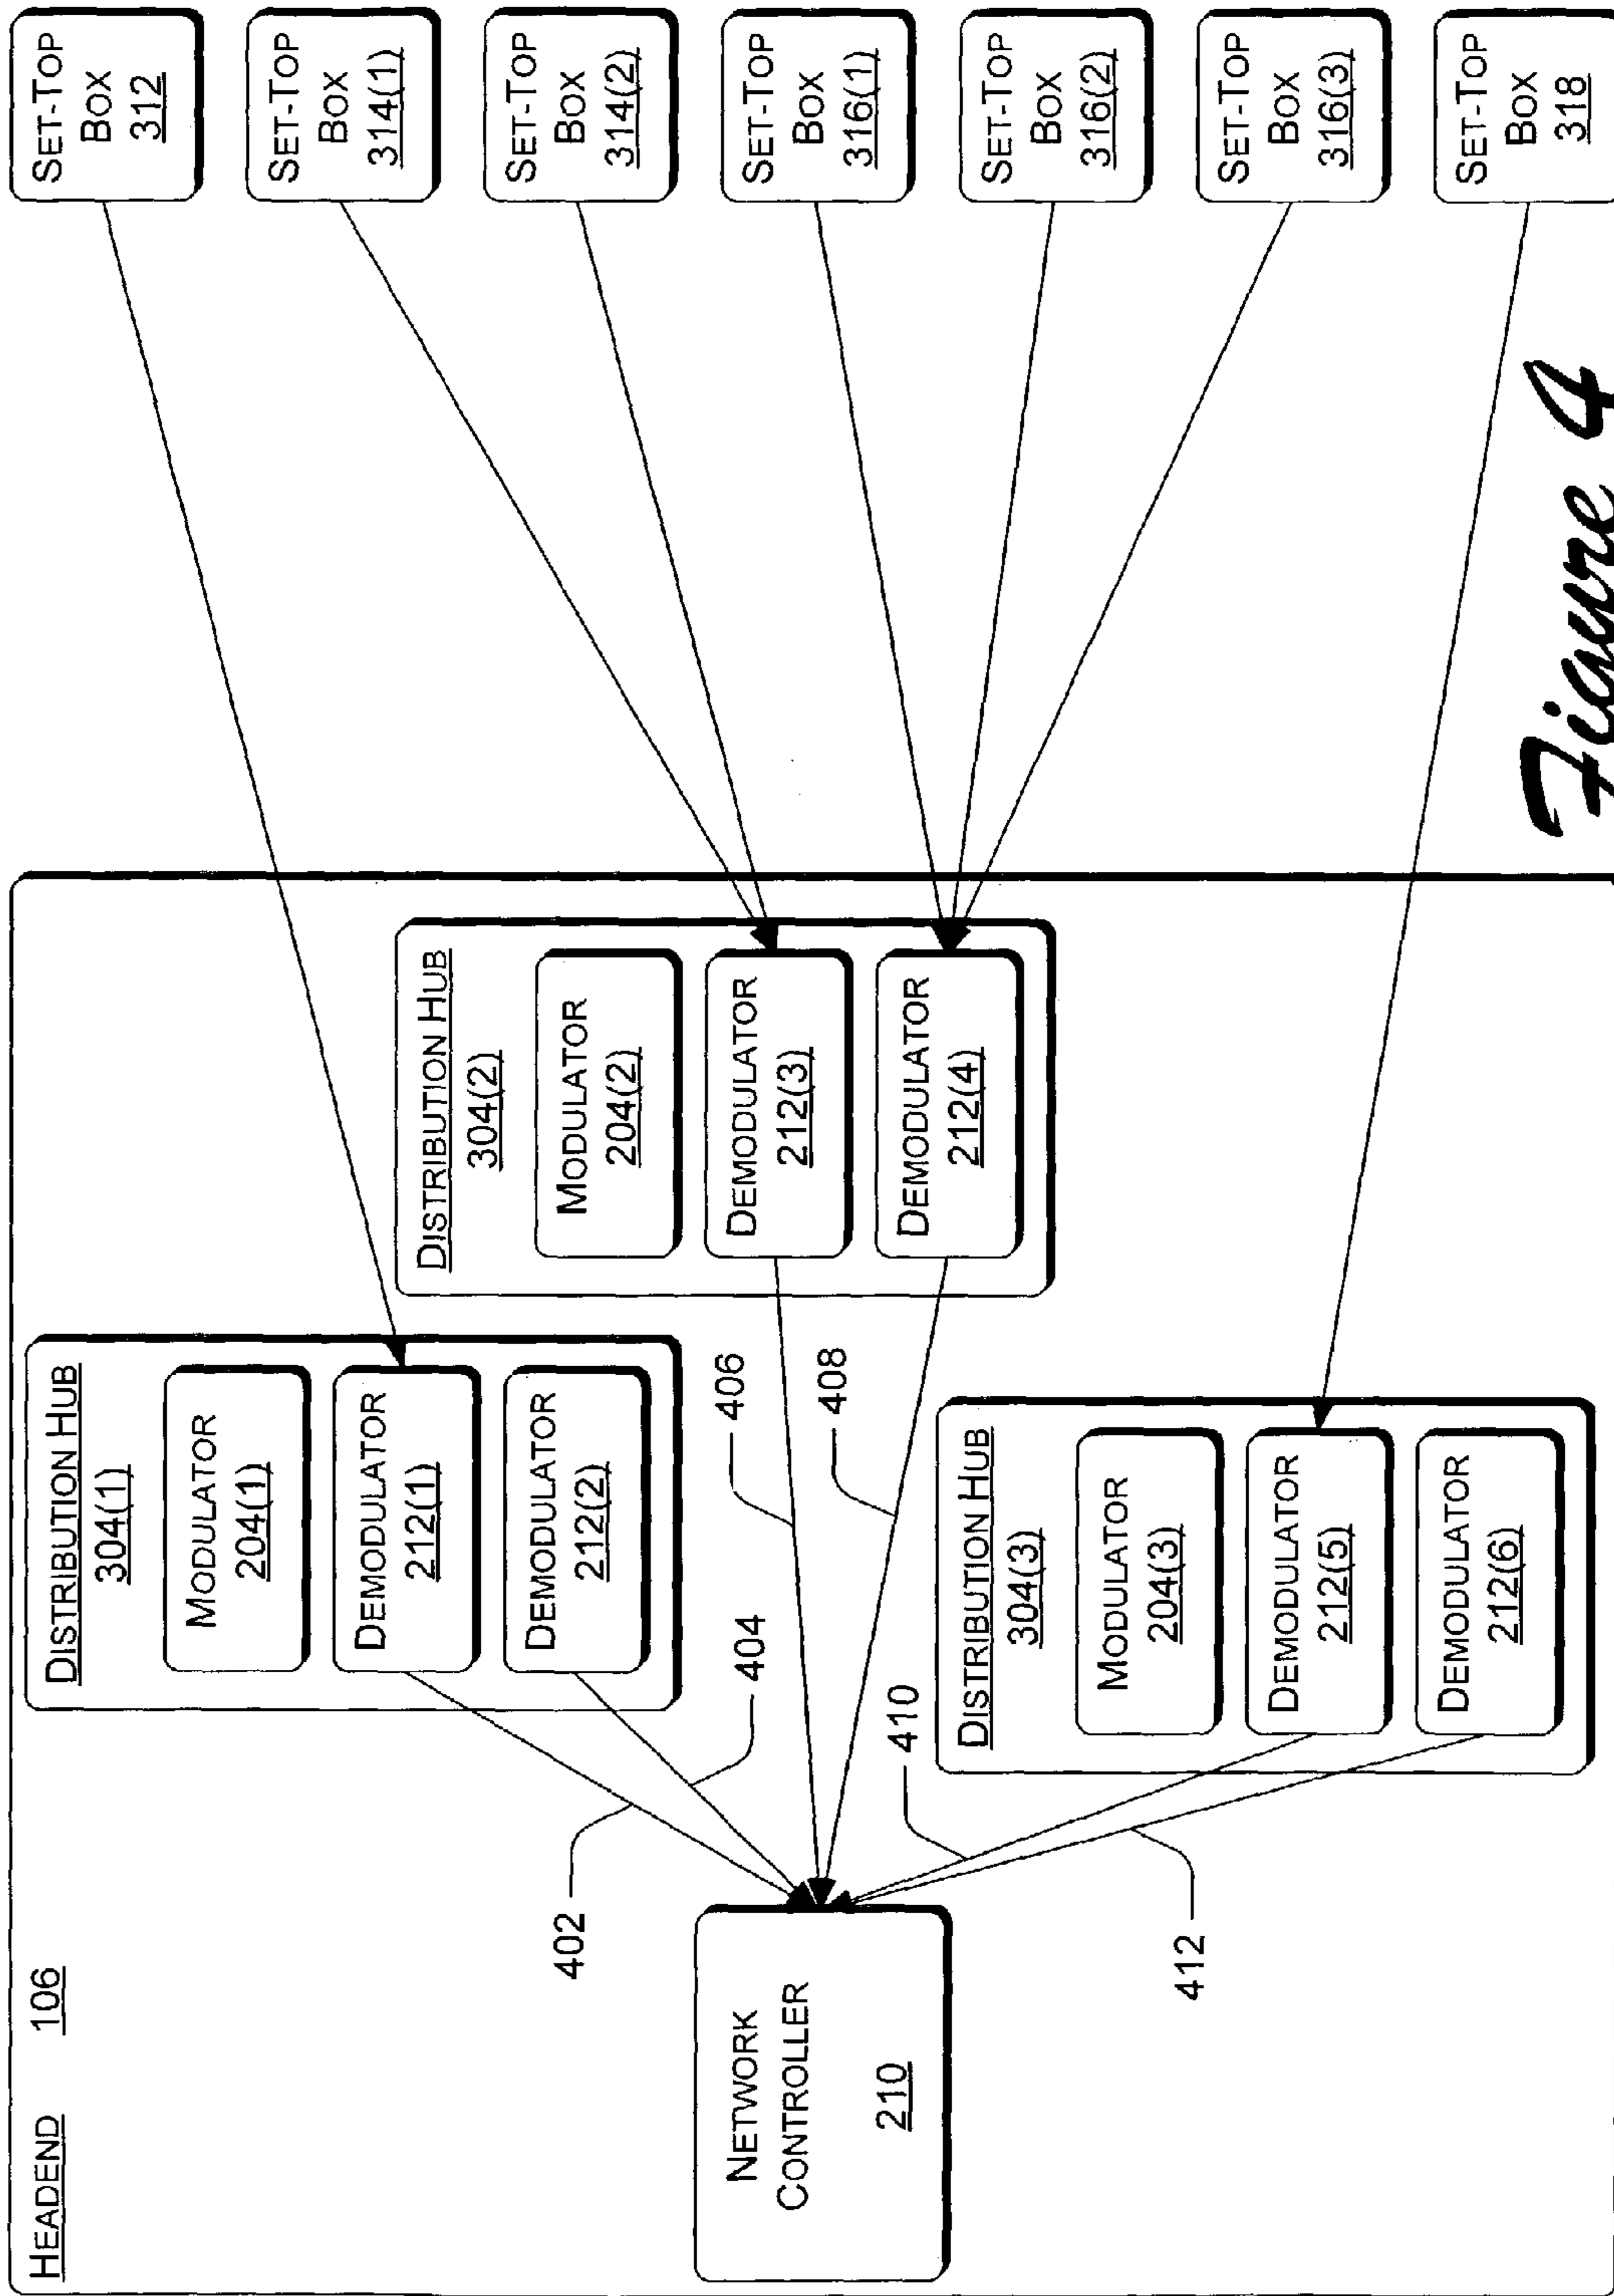 HEADEND 106
NETWORK
CONTROLLER
210
402
404
406
408
410
412
DISTRIBUTION HUB
304(1)
MODULATOR
204(1)
DEMODULATOR
212(1)
DEMODULATOR
212(2)
DISTRIBUTION HUB
304(2)
MODULATOR
204(2)
DEMODULATOR
212(3)
DEMODULATOR
212(4)
DISTRIBUTION HUB
304(3)
MODULATOR
204(3)
DEMODULATOR
212(5)
DEMODULATOR
212(6)
SET-TOP
BOX
312
SET-TOP
BOX
314(1)
SET-TOP
BOX
314(2)
SET-TOP
BOX
316(1)
SET-TOP
BOX
316(2)
SET-TOP
BOX
316(3)
SET-TOP
BOX
318
Figure 4